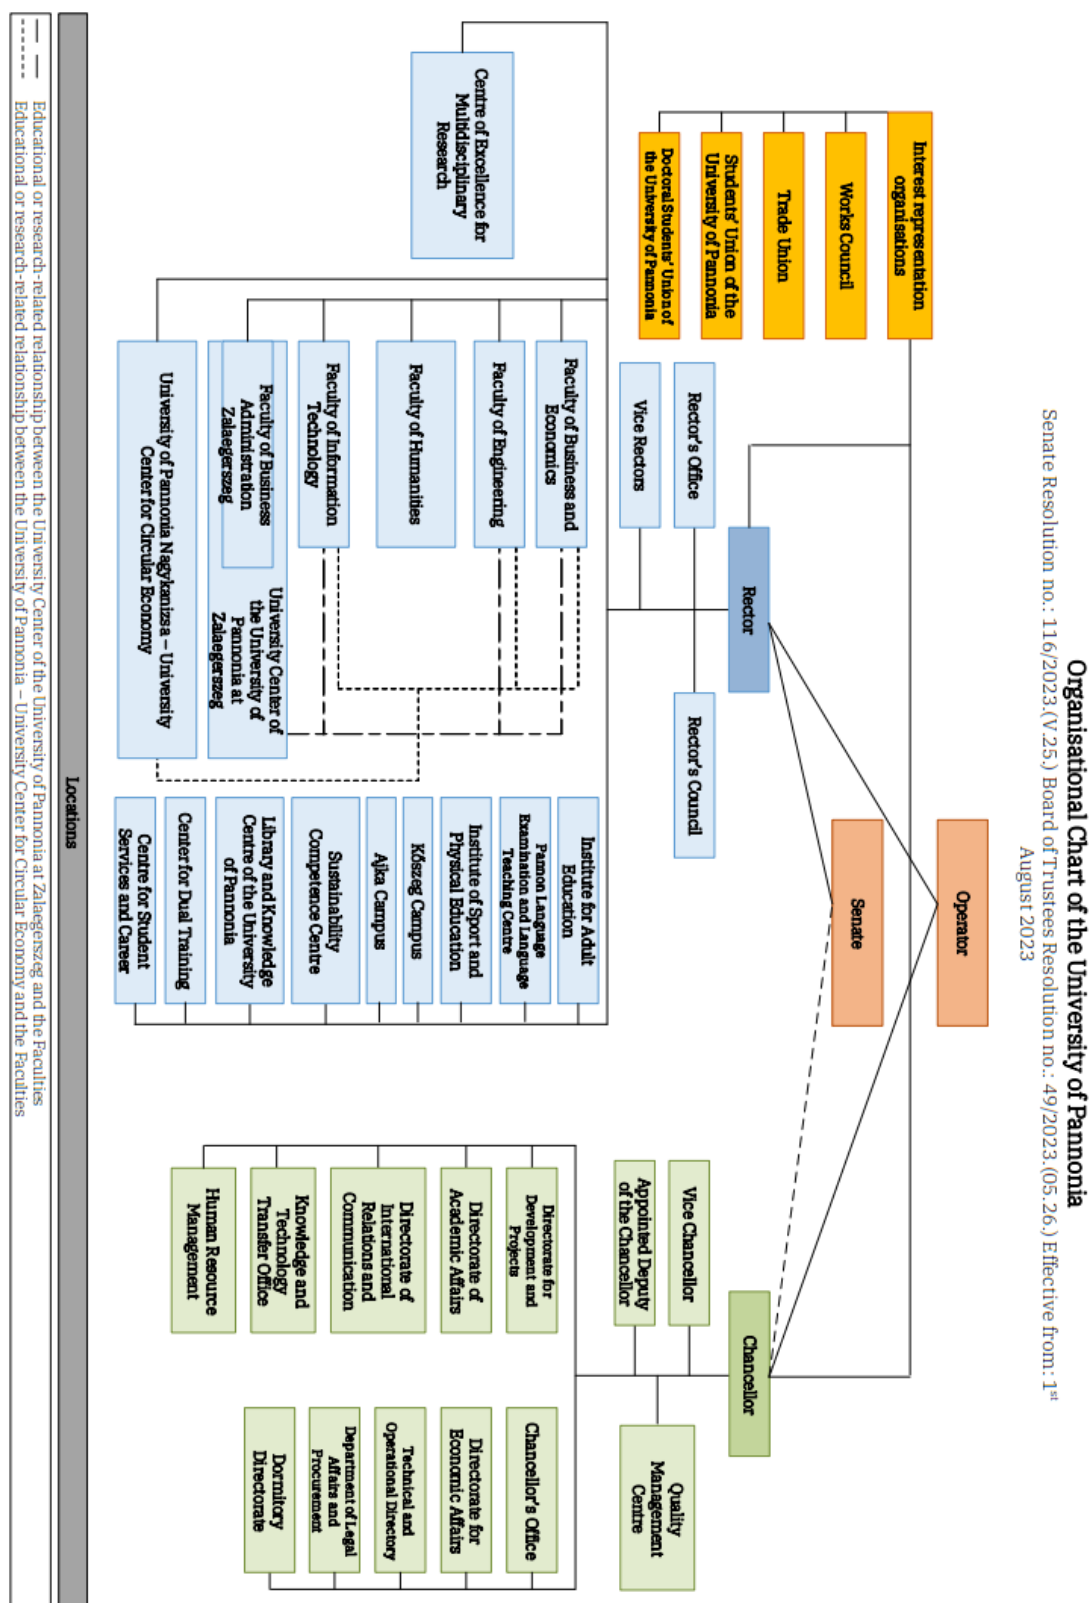 Organisational Chart of the University of Pannonia
Senate Resolution no.: 116/2023.(V.25.) Board of Trustees Resolution no.: 49/2023.(05.26.) Effective from: 1st
August 2023
Operator
Senate
Interest representation
organisations
Works Council
Trade Union
Students' Union of the
University of Pannonia
Doctoral Students' Union of
the University of Pannonia
Rector
Rector's Office
Rector's Council
Vice Rectors
Chancellor
Vice Chancellor
Appointed Deputy
of the Chancellor
Quality
Management
Centre
Centre of Excellence for
Multidisciplinary
Research
Faculty of Business and
Economics
Faculty of Engineering
Faculty of Humanities
Faculty of Information
Technology
Faculty of Business
Administration
Zalaegerszeg
University Center of
the University of
Pannonia at
Zalaegerszeg
University of Pannonia Nagykanizsa – University
Center for Circular Economy
Institute for Adult
Education
Pannon Language
Examination and Language
Teaching Centre
Institute of Sport and
Physical Education
Kőszeg Campus
Ajka Campus
Sustainability
Competence Centre
Library and Knowledge
Centre of the University
of Pannonia
Center for Dual Training
Centre for Student
Services and Career
Directorate for
Development and
Projects
Directorate of
Academic Affairs
Directorate of
International
Relations and
Communication
Knowledge and
Technology
Transfer Office
Human Resource
Management
Chancellor's Office
Directorate for
Economic Affairs
Technical and
Operational Directory
Department of Legal
Affairs and
Procurement
Dormitory
Directorate
Locations
Educational or research-related relationship between the University Center of the University of Pannonia at Zalaegerszeg and the Faculties
Educational or research-related relationship between the University of Pannonia – University Center for Circular Economy and the Faculties